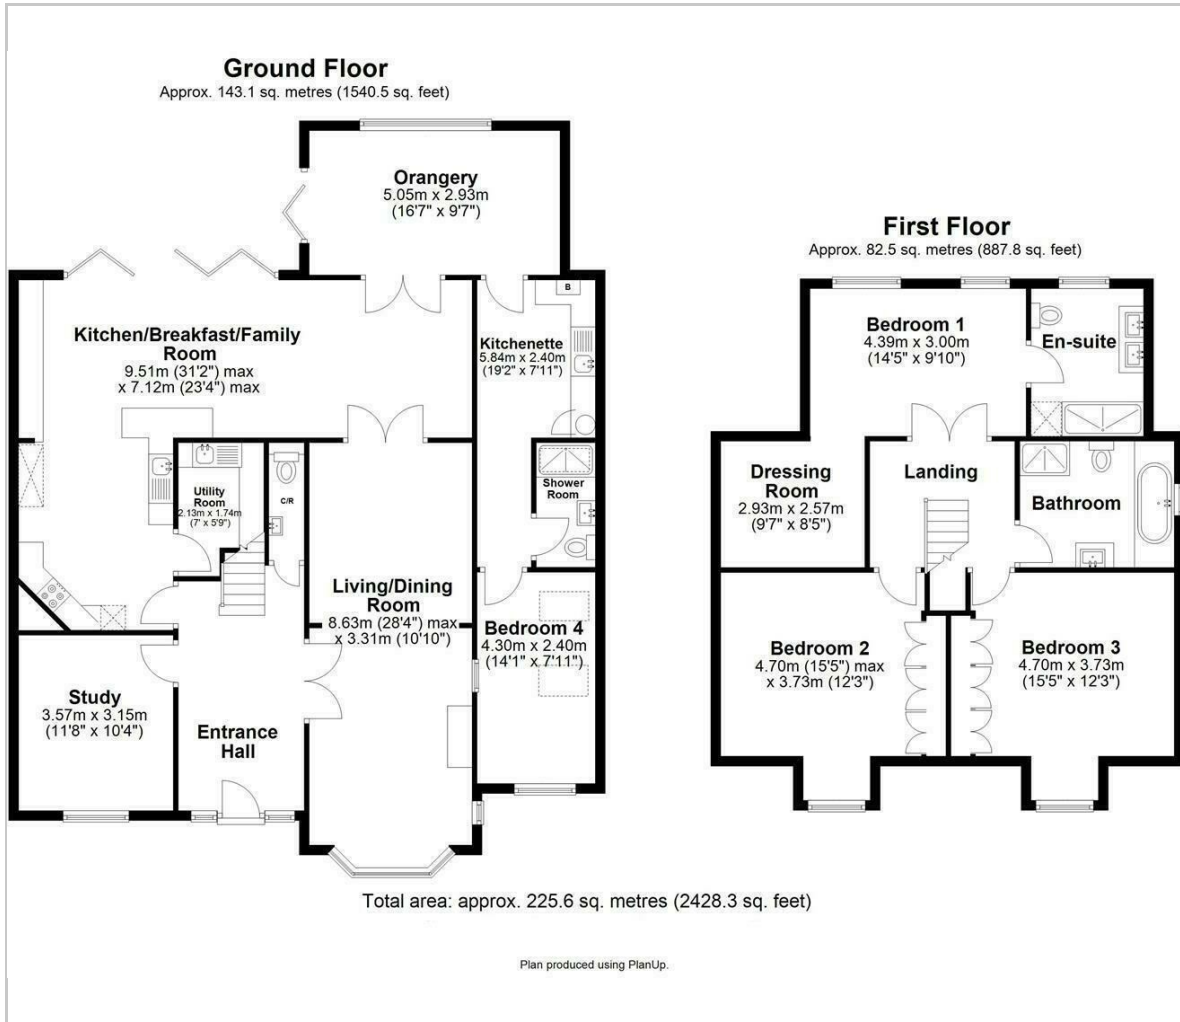 Ground Floor
Approx. 143.1 sq. metres (1540.5 sq. feet)
Orangery
5.05m x 2.93m
(16'7" x 9'7")
Kitchen/Breakfast/Family
Room
9.51m (31'2") max
x 7.12m (23'4") max
B
Kitchenette
5.84m x 2.40m
(19'2" x 7'11")
Utility
Room
2.13m x 1.74m
(7' x 5'9")
C/R
Shower
Room
Living/Dining
Room
8.63m (28'4") max
x 3.31m (10'10")
Bedroom 4
4.30m x 2.40m
(14'1" x 7'11")
Study
3.57m x 3.15m
(11'8" x 10'4")
Entrance
Hall
First Floor
Approx. 82.5 sq. metres (887.8 sq. feet)
Bedroom 1
4.39m x 3.00m
(14'5" x 9'10")
En-suite
Dressing
Room
2.93m x 2.57m
(9'7" x 8'5")
Landing
Bathroom
Bedroom 2
4.70m (15'5") max
x 3.73m (12'3")
Bedroom 3
4.70m x 3.73m
(15'5" x 12'3")
Total area: approx. 225.6 sq. metres (2428.3 sq. feet)
Plan produced using PlanUp.